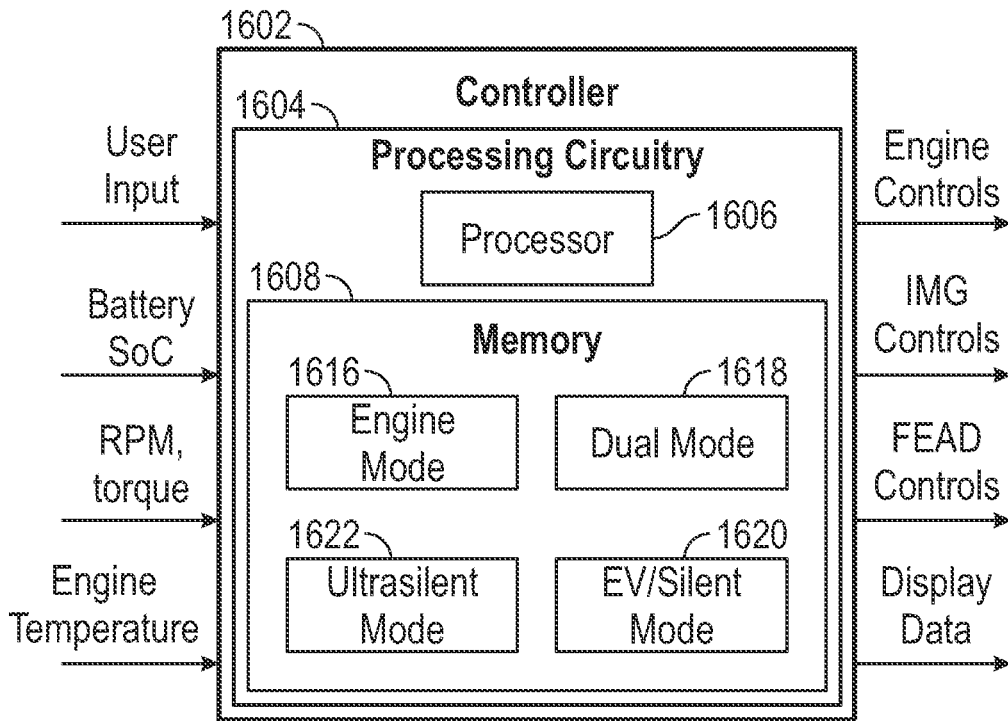 1602
Controller
1604
Processing Circuitry
Processor
1606
1608
Memory
1616
Engine
Mode
1618
Dual Mode
1622
Ultrasilent
Mode
1620
EV/Silent
Mode
User
Input
Battery
SoC
RPM,
torque
Engine
Temperature
Engine
Controls
IMG
Controls
FEAD
Controls
Display
Data